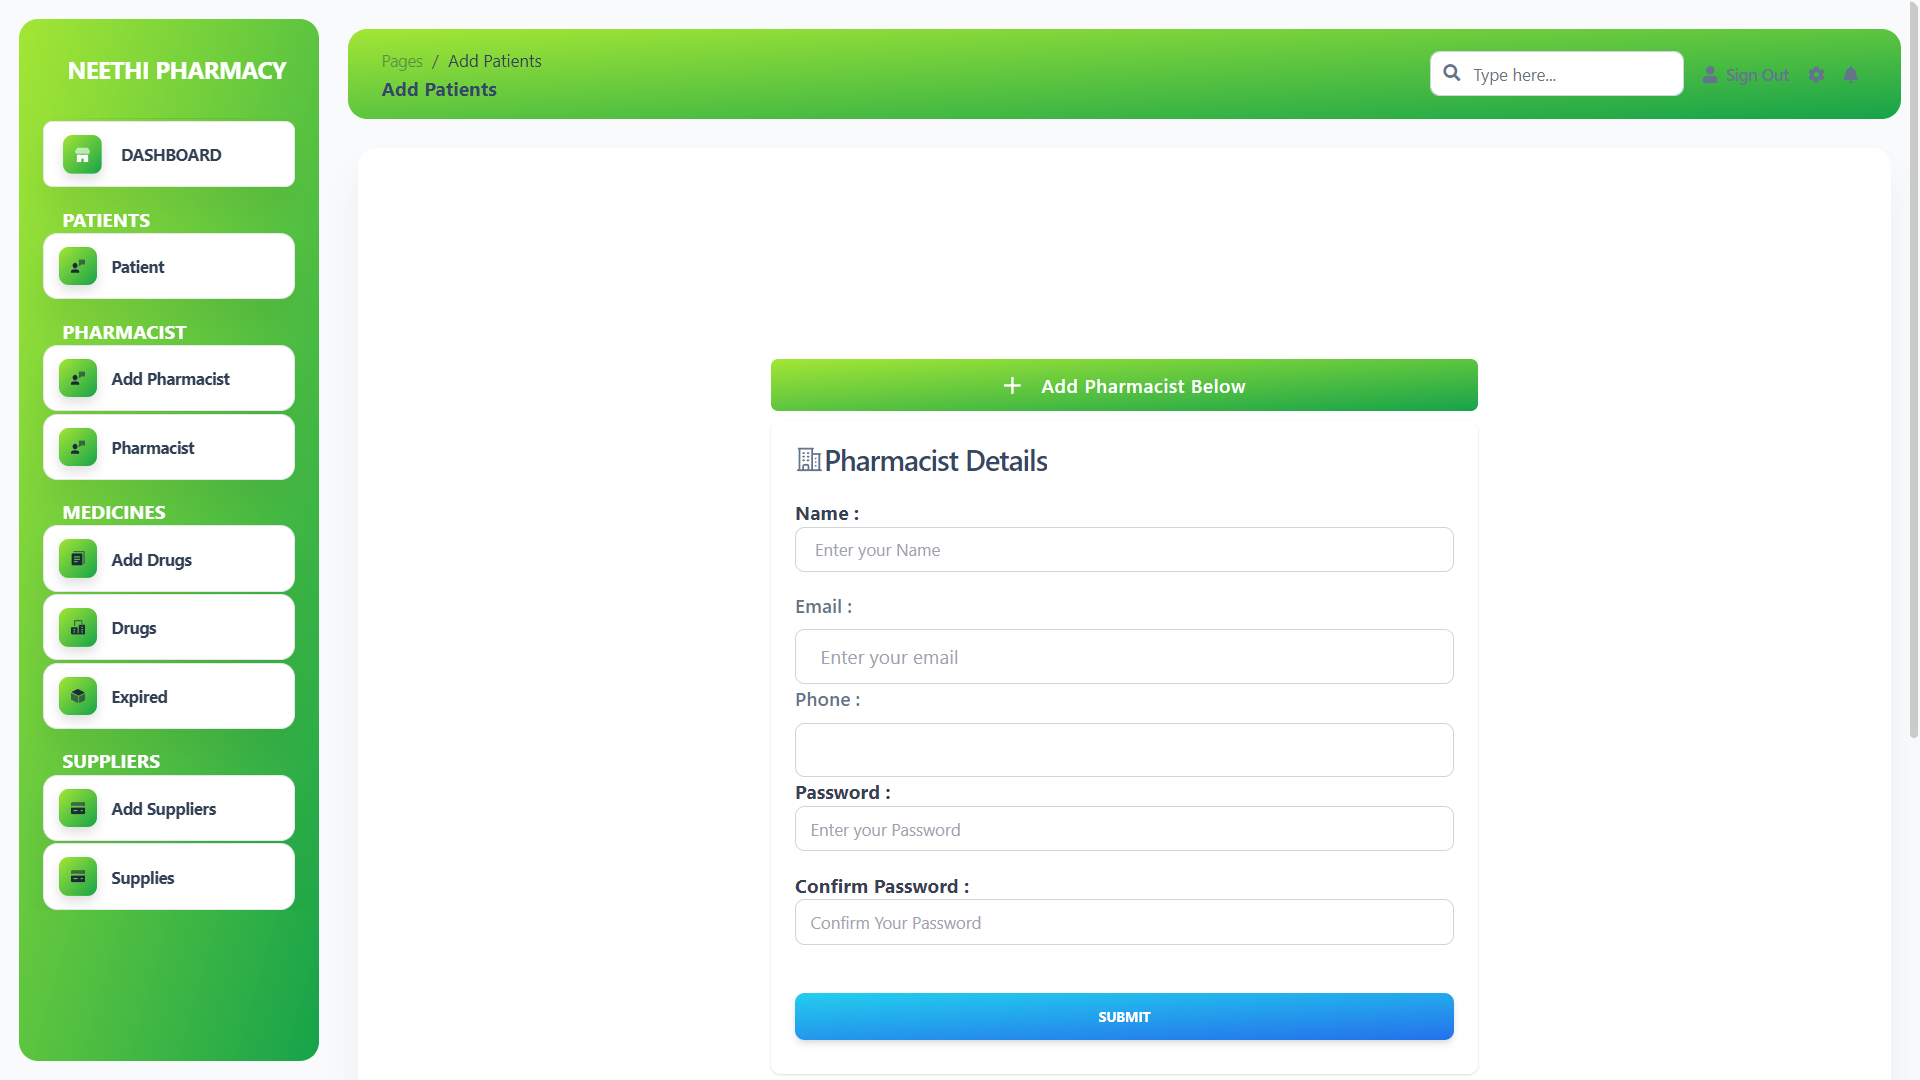 NEETHI PHARMACY
DASHBOARD
PATIENTS
Patient
PHARMACIST
Add Pharmacist
Pharmacist
MEDICINES
Add Drugs
Drugs
Expired
SUPPLIERS
Add Suppliers
Supplies
Pages / Add Patients
Add Patients
Type here...
Sign Out
+ Add Pharmacist Below
Pharmacist Details
Name :
Enter your Name
Email :
Enter your email
Phone :
Password :
Enter your Password
Confirm Password :
Confirm Your Password
SUBMIT